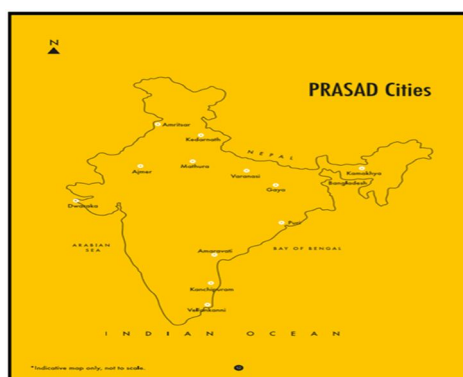 N
PRASAD Cities
Amritsar
Kedarnath
NEPAL
Ajmer
Mathura
Varanasi
Gaya
Kamakhya
Bangladesh
Dwaraka
Puri
ARABIAN
SEA
Amaravati
BAY OF BENGAL
Kanchipuram
Vellankanni
INDIAN OCEAN
*Indicative map only, not to scale.